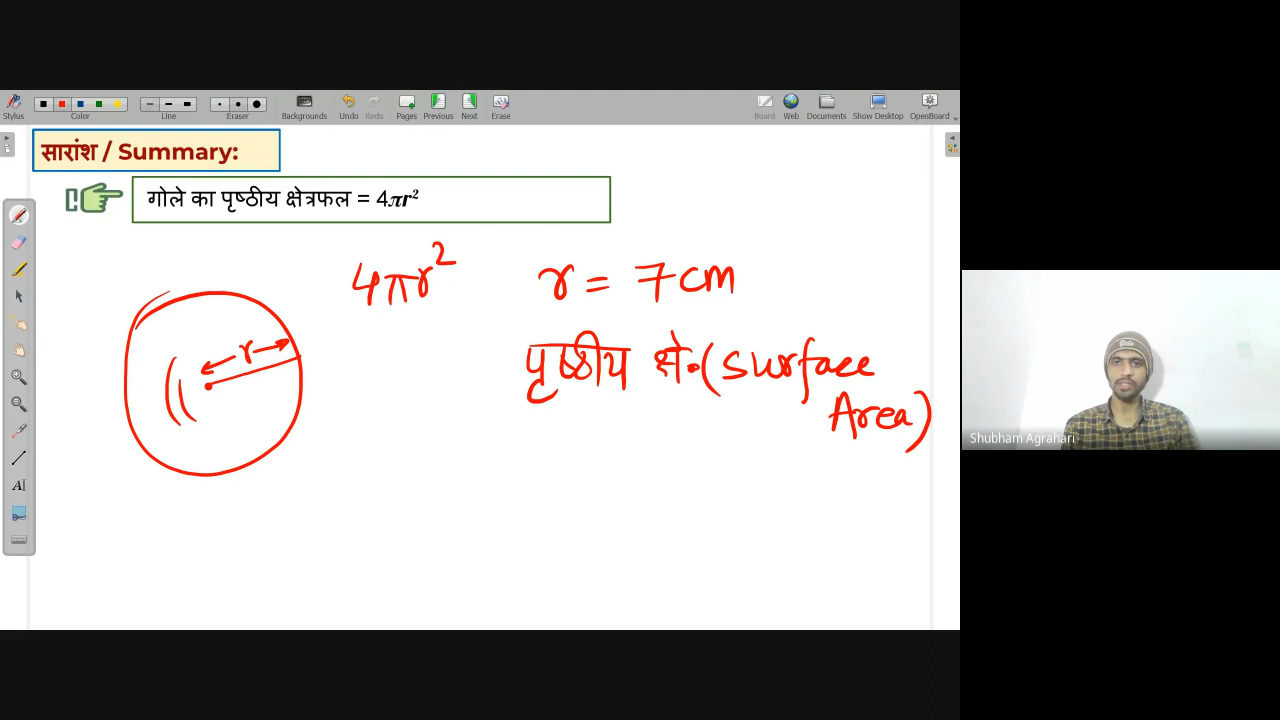 Stylus
Color
Line
Eraser
Backgrounds
Undo
Redo
Pages
Previous
Next
Erase
Board
Web
Documents
Show Desktop
OpenBoard
सारांश / Summary:
गोले का पृष्ठीय क्षेत्रफल = 4πr²
4πr²
r = 7cm
r
पृष्ठीय क्षे.(Surface
Area)
Shubham Agrahari